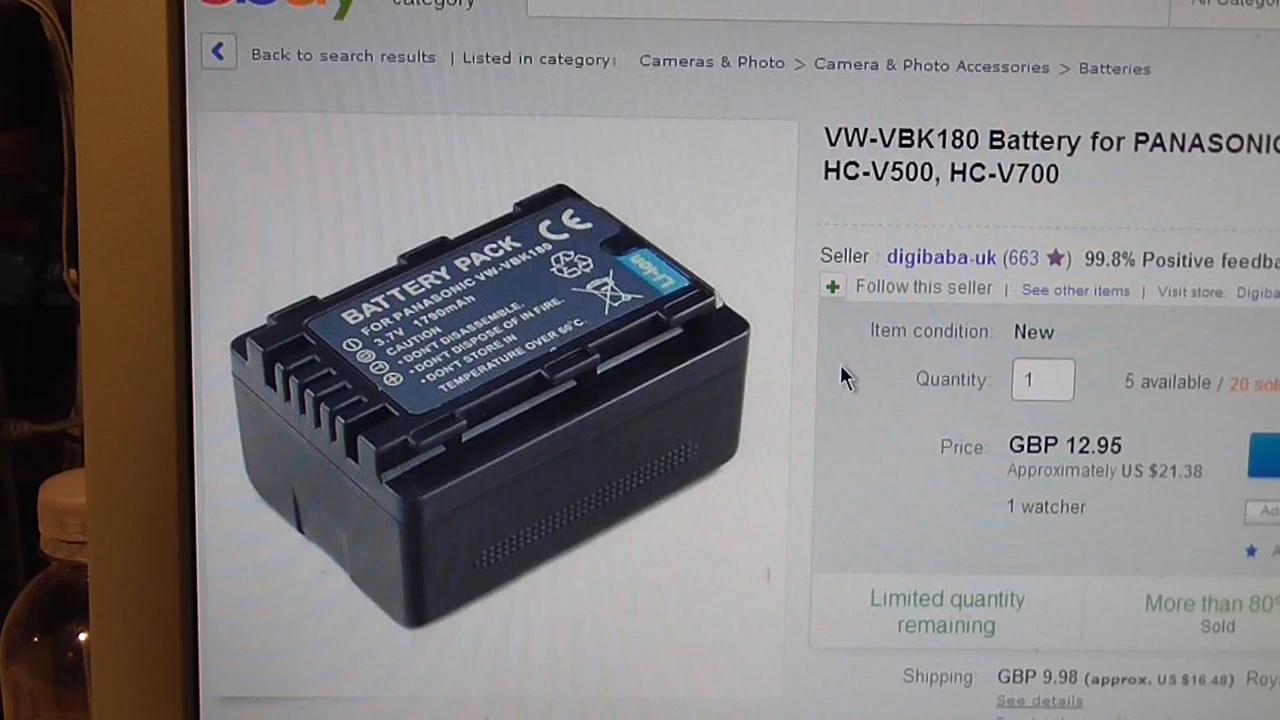 category
Back to search results | Listed in category: Cameras & Photo > Camera & Photo Accessories > Batteries
VW-VBK180 Battery for PANASONIC
HC-V500, HC-V700
Seller : digibaba-uk (663 ) 99.8% Positive
Follow this seller | See other items | Visit store:
Item condition: New
Quantity: 1 5 available / 20
Price: GBP 12.95
Approximately US $21.38
1 watcher
Limited quantity
remaining
More than 80%
Sold
Shipping: GBP 9.98 (approx. US $16.48)
See details
BATTERY PACK CE
FOR PANASONIC VW-VBK180
3.7V 1790mAh
CAUTION
•DON'T DISASSEMBLE.
•DON'T DISPOSE OF IN FIRE.
•DON'T STORE IN
TEMPERATURE OVER 60°C.
Li-ion